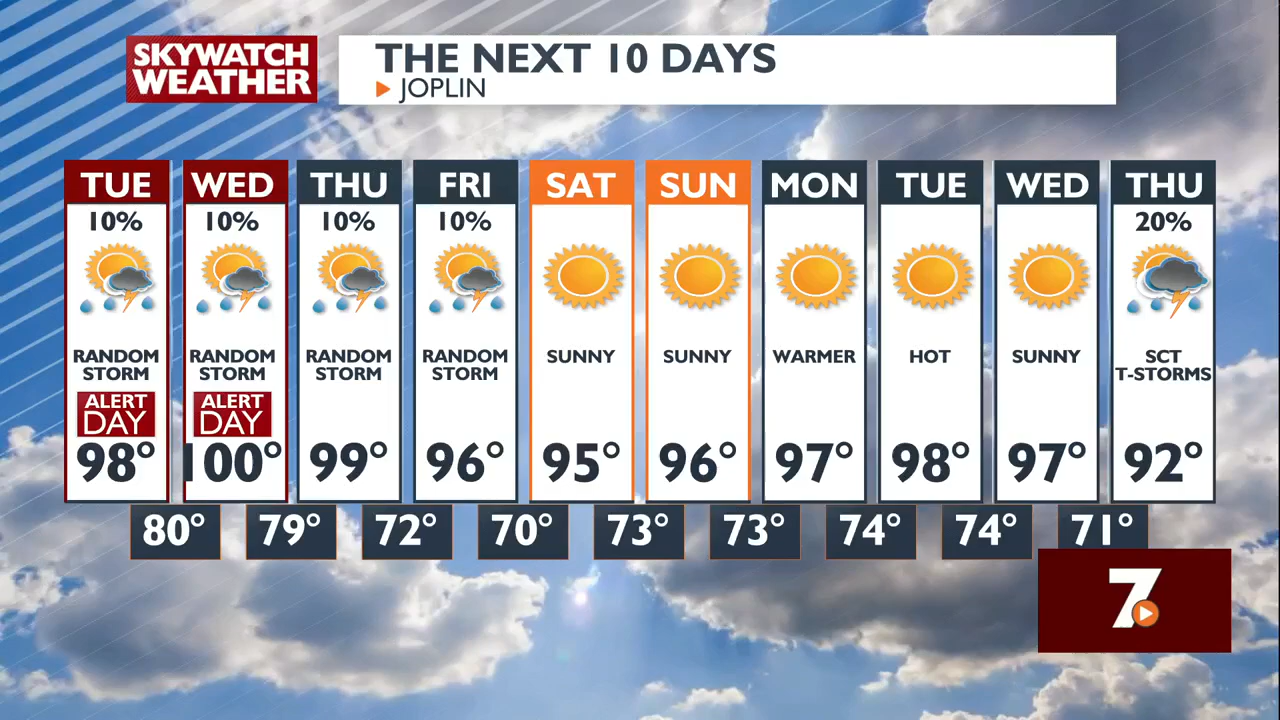 SKYWATCH
WEATHER
THE NEXT 10 DAYS
JOPLIN
TUE WED THU FRI SAT SUN MON TUE WED THU
10% 10% 10% 10% 20%
RANDOM STORM RANDOM STORM RANDOM STORM RANDOM STORM SUNNY SUNNY WARMER HOT SUNNY SCT T-STORMS
ALERT DAY ALERT DAY
98° 100° 99° 96° 95° 96° 97° 98° 97° 92°
80° 79° 72° 70° 73° 73° 74° 74° 71°
7